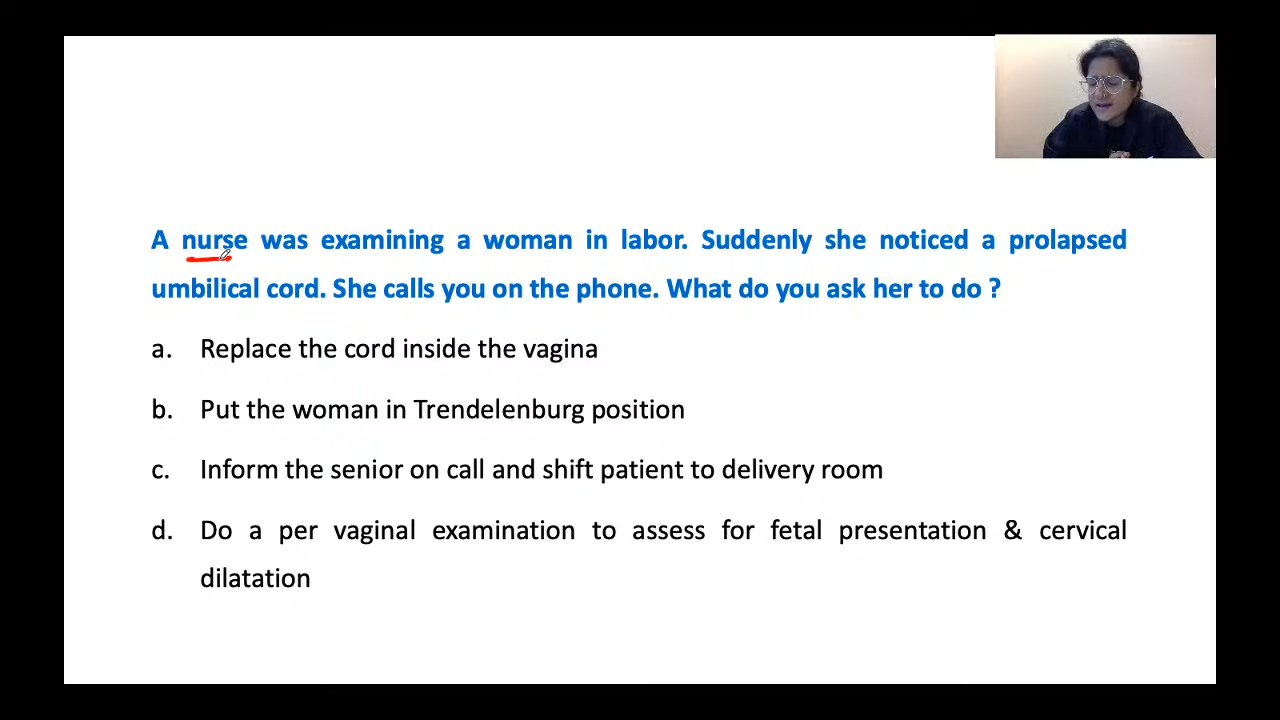 A nurse was examining a woman in labor. Suddenly she noticed a prolapsed
umbilical cord. She calls you on the phone. What do you ask her to do ?
a. Replace the cord inside the vagina
b. Put the woman in Trendelenburg position
c. Inform the senior on call and shift patient to delivery room
d. Do a per vaginal examination to assess for fetal presentation & cervical
dilatation